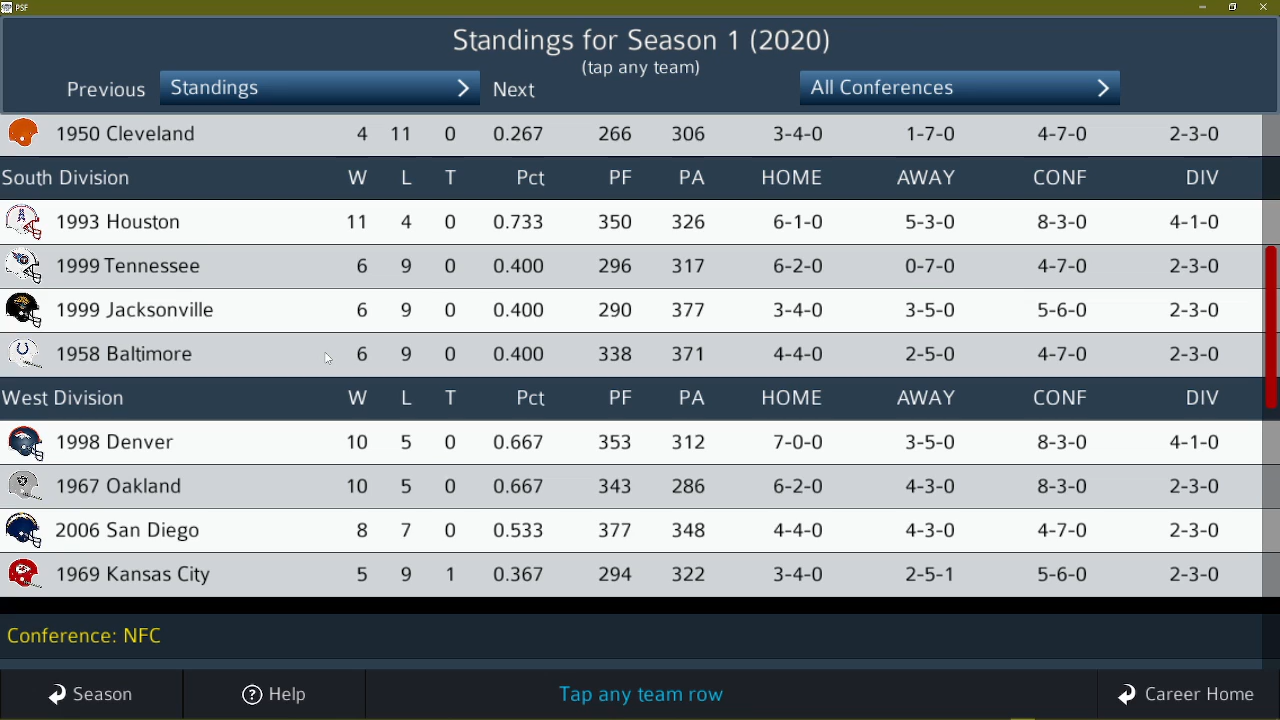 PSF
Standings for Season 1 (2020)
(tap any team)
Previous Standings Next All Conferences
1950 Cleveland 4 11 0 0.267 266 306 3-4-0 1-7-0 4-7-0 2-3-0
South Division W L T Pct PF PA HOME AWAY CONF DIV
1993 Houston 11 4 0 0.733 350 326 6-1-0 5-3-0 8-3-0 4-1-0
1999 Tennessee 6 9 0 0.400 296 317 6-2-0 0-7-0 4-7-0 2-3-0
1999 Jacksonville 6 9 0 0.400 290 377 3-4-0 3-5-0 5-6-0 2-3-0
1958 Baltimore 6 9 0 0.400 338 371 4-4-0 2-5-0 4-7-0 2-3-0
West Division W L T Pct PF PA HOME AWAY CONF DIV
1998 Denver 10 5 0 0.667 353 312 7-0-0 3-5-0 8-3-0 4-1-0
1967 Oakland 10 5 0 0.667 343 286 6-2-0 4-3-0 8-3-0 2-3-0
2006 San Diego 8 7 0 0.533 377 348 4-4-0 4-3-0 4-7-0 2-3-0
1969 Kansas City 5 9 1 0.367 294 322 3-4-0 2-5-1 5-6-0 2-3-0
Conference: NFC
Season Help Tap any team row Career Home